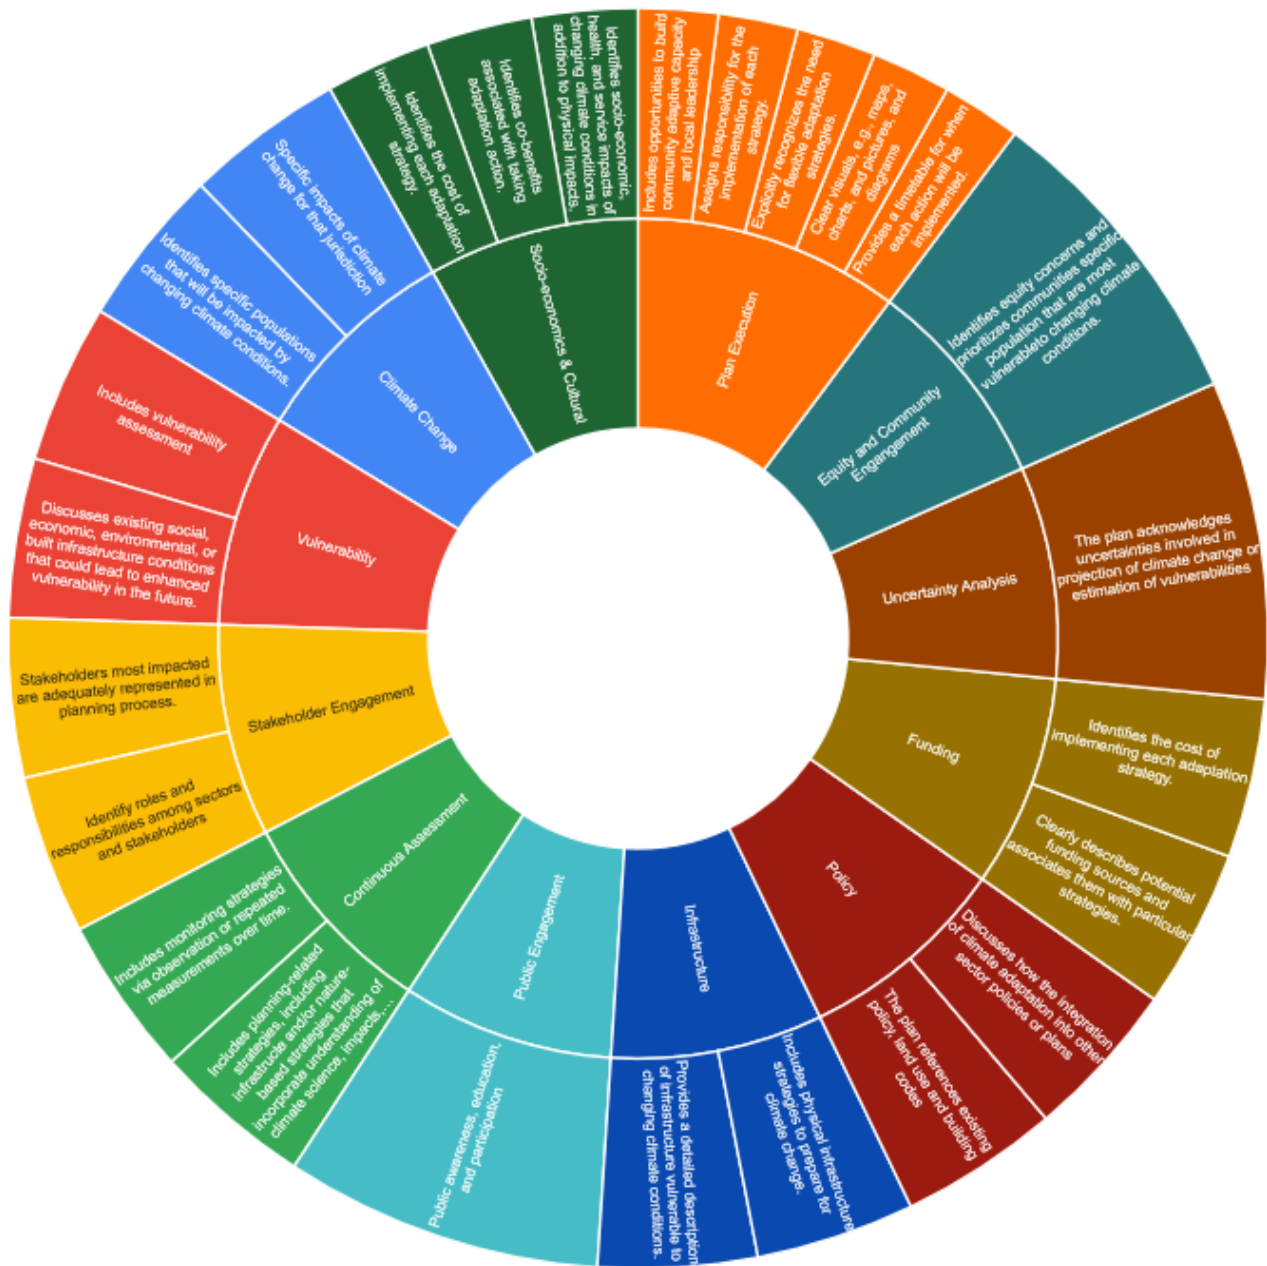 Includes opportunities to build
community adaptive capacity
and local leadership
Assigns responsibility for the
implementation of each
strategy.
Explicitly recognizes the need
for flexible adaptation
strategies.
Clear visuals, e.g., maps,
charts, and pictures, and
diagrams
Provides a timetable for when
each action will be
implemented.
Plan Execution
Identifies equity concerns and
prioritizes communities specific
population that are most
vulnerableto changing climate
conditions.
Equity and Community
Engangement
The plan acknowledges
uncertainties involved in
projection of climate change or
estimation of vulnerabilities
Uncertainty Analysis
Identifies the cost of
implementing each adaptation
strategy.
Clearly describes potential
funding sources and
associates them with particular
strategies.
Funding
Discusses how the integration
of climate adaptation into other
sector policies or plans
The plan references existing
policy, land use and building
codes
Policy
Includes physical infrastructure
strategies to prepare for
climate change.
Provides a detailed description
of infrastructure vulnerable to
changing climate conditions.
Infrastructure
Public awareness, education,
and participation
Public Engagement
Includes planning-related
strategies, including
infrastructe and/or nature-
based strategies that
incorporate understanding of
climate science, impacts,...
Includes monitoring strategies
via observation or repeated
measurements over time.
Continuous Assessment
Identify roles and
responsibilities among sectors
and stakeholders
Stakeholders most impacted
are adequately represented in
planning process.
Stakeholder Engagement
Discusses existing social,
economic, environmental, or
built infrastructure conditions
that could lead to enhanced
vulnerability in the future.
Includes vulnerability
assessment
Vulnerability
Identifies specific populations
that will be impacted by
changing climate conditions.
Specific impacts of climate
change for that jurisdiction
Climate Change
Identifies the cost of
implementing each adaptation
strategy.
Identifies co-benefits
associated with taking
adaptation action.
Identifies socio-economic,
health, and service impacts of
changing climate conditions in
addition to physical impacts.
Socio-economics & Cultural